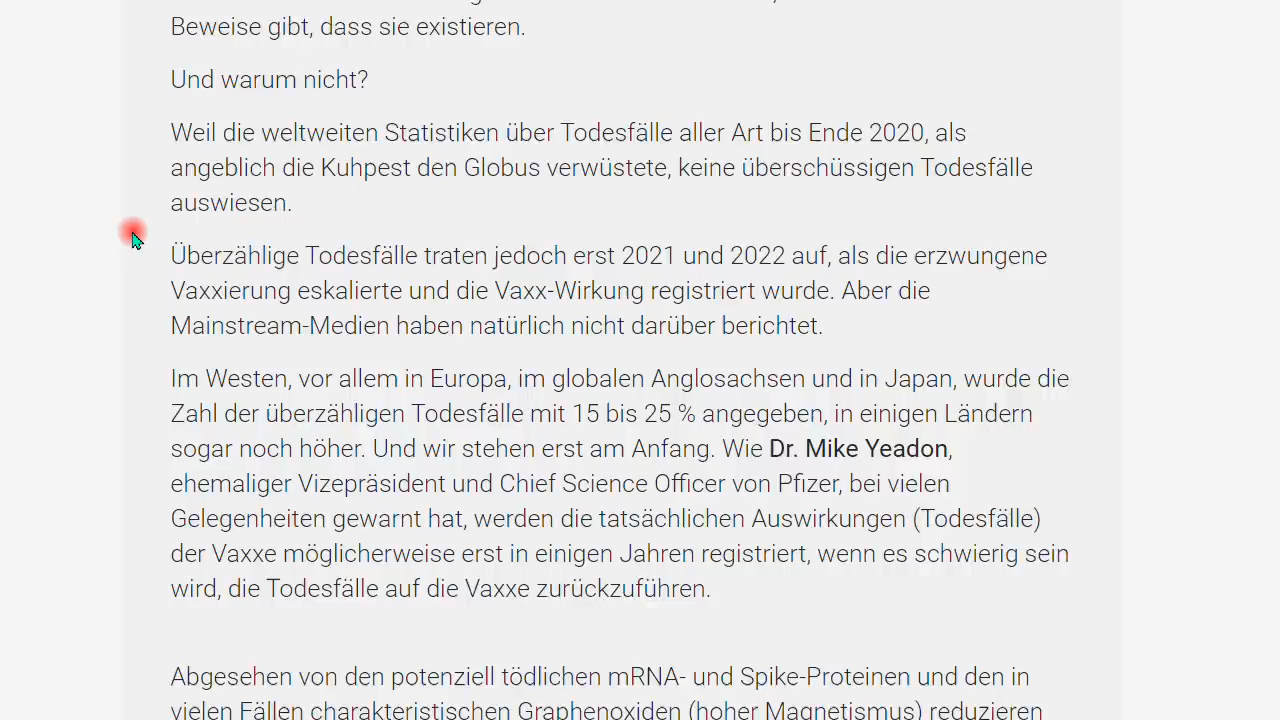 Beweise gibt, dass sie existieren.
Und warum nicht?
Weil die weltweiten Statistiken über Todesfälle aller Art bis Ende 2020, als
angeblich die Kuhpest den Globus verwüstete, keine überschüssigen Todesfälle
auswiesen.
Überzählige Todesfälle traten jedoch erst 2021 und 2022 auf, als die erzwungene
Vaxxierung eskalierte und die Vaxx-Wirkung registriert wurde. Aber die
Mainstream-Medien haben natürlich nicht darüber berichtet.
Im Westen, vor allem in Europa, im globalen Anglosachsen und in Japan, wurde die
Zahl der überzähligen Todesfälle mit 15 bis 25 % angegeben, in einigen Ländern
sogar noch höher. Und wir stehen erst am Anfang. Wie Dr. Mike Yeadon,
ehemaliger Vizepräsident und Chief Science Officer von Pfizer, bei vielen
Gelegenheiten gewarnt hat, werden die tatsächlichen Auswirkungen (Todesfälle)
der Vaxxe möglicherweise erst in einigen Jahren registriert, wenn es schwierig sein
wird, die Todesfälle auf die Vaxxe zurückzuführen.
Abgesehen von den potenziell tödlichen mRNA- und Spike-Proteinen und den in
vielen Fällen charakteristischen Graphenoxiden (hoher Magnetismus) reduzieren